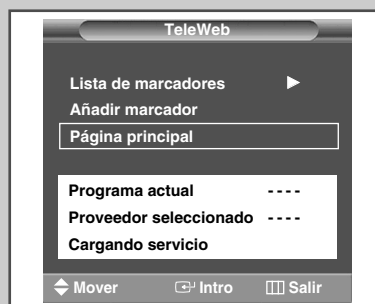 TeleWeb
Lista de marcadores
Añadir marcador
Página principal
Programa actual - - - -
Proveedor seleccionado - - - -
Cargando servicio
Mover Intro Salir